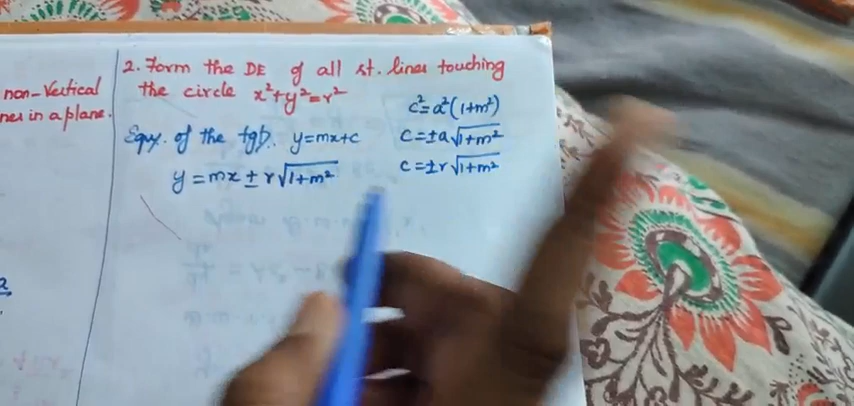 non-Vertical
nes in a plane.
2. Form the DE of all st. lines touching
the circle x²+y²=r²
Eqn. of the tgt. y=mx+c
y=mx±r√1+m²
c²=a²(1+m²)
c=±a√1+m²
c=±r√1+m²